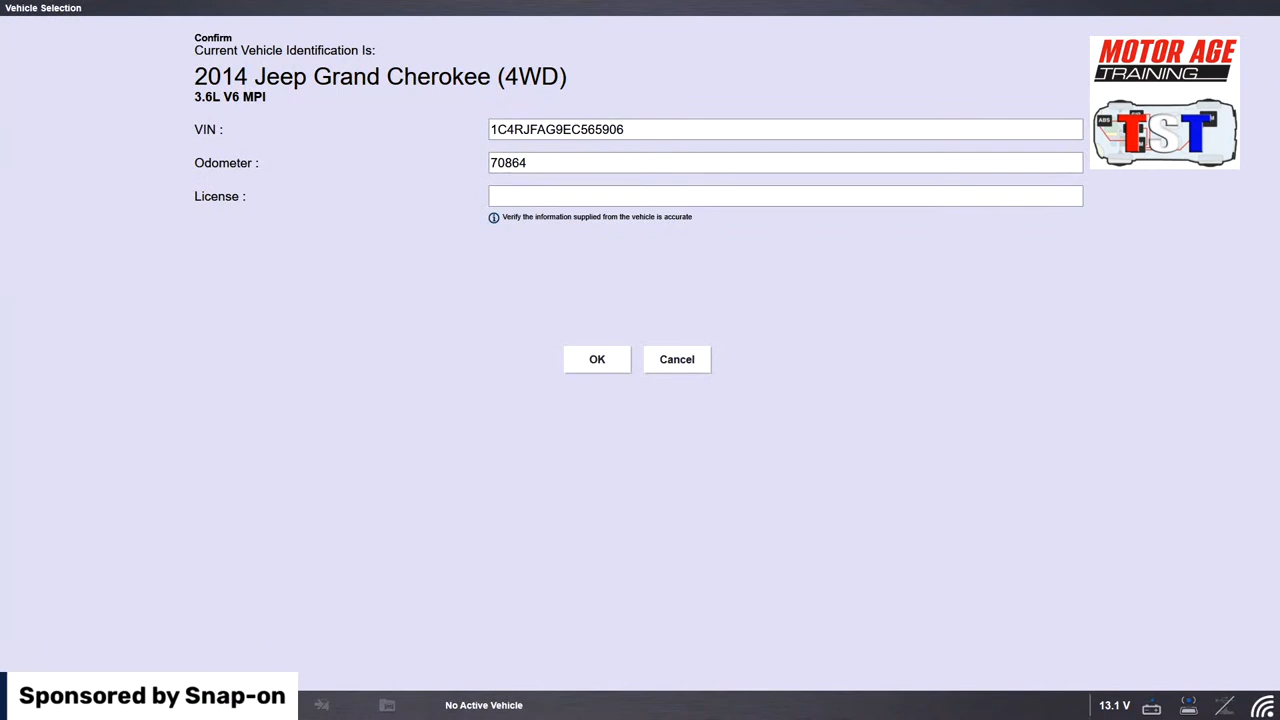 Vehicle Selection
Confirm
Current Vehicle Identification Is:
2014 Jeep Grand Cherokee (4WD)
3.6L V6 MPI
VIN : 1C4RJFAG9EC565906
Odometer : 70864
License :
Verify the information supplied from the vehicle is accurate
OK Cancel
MOTOR AGE
TRAINING
ABS
TST
Sponsored by Snap-on
No Active Vehicle
13.1 V